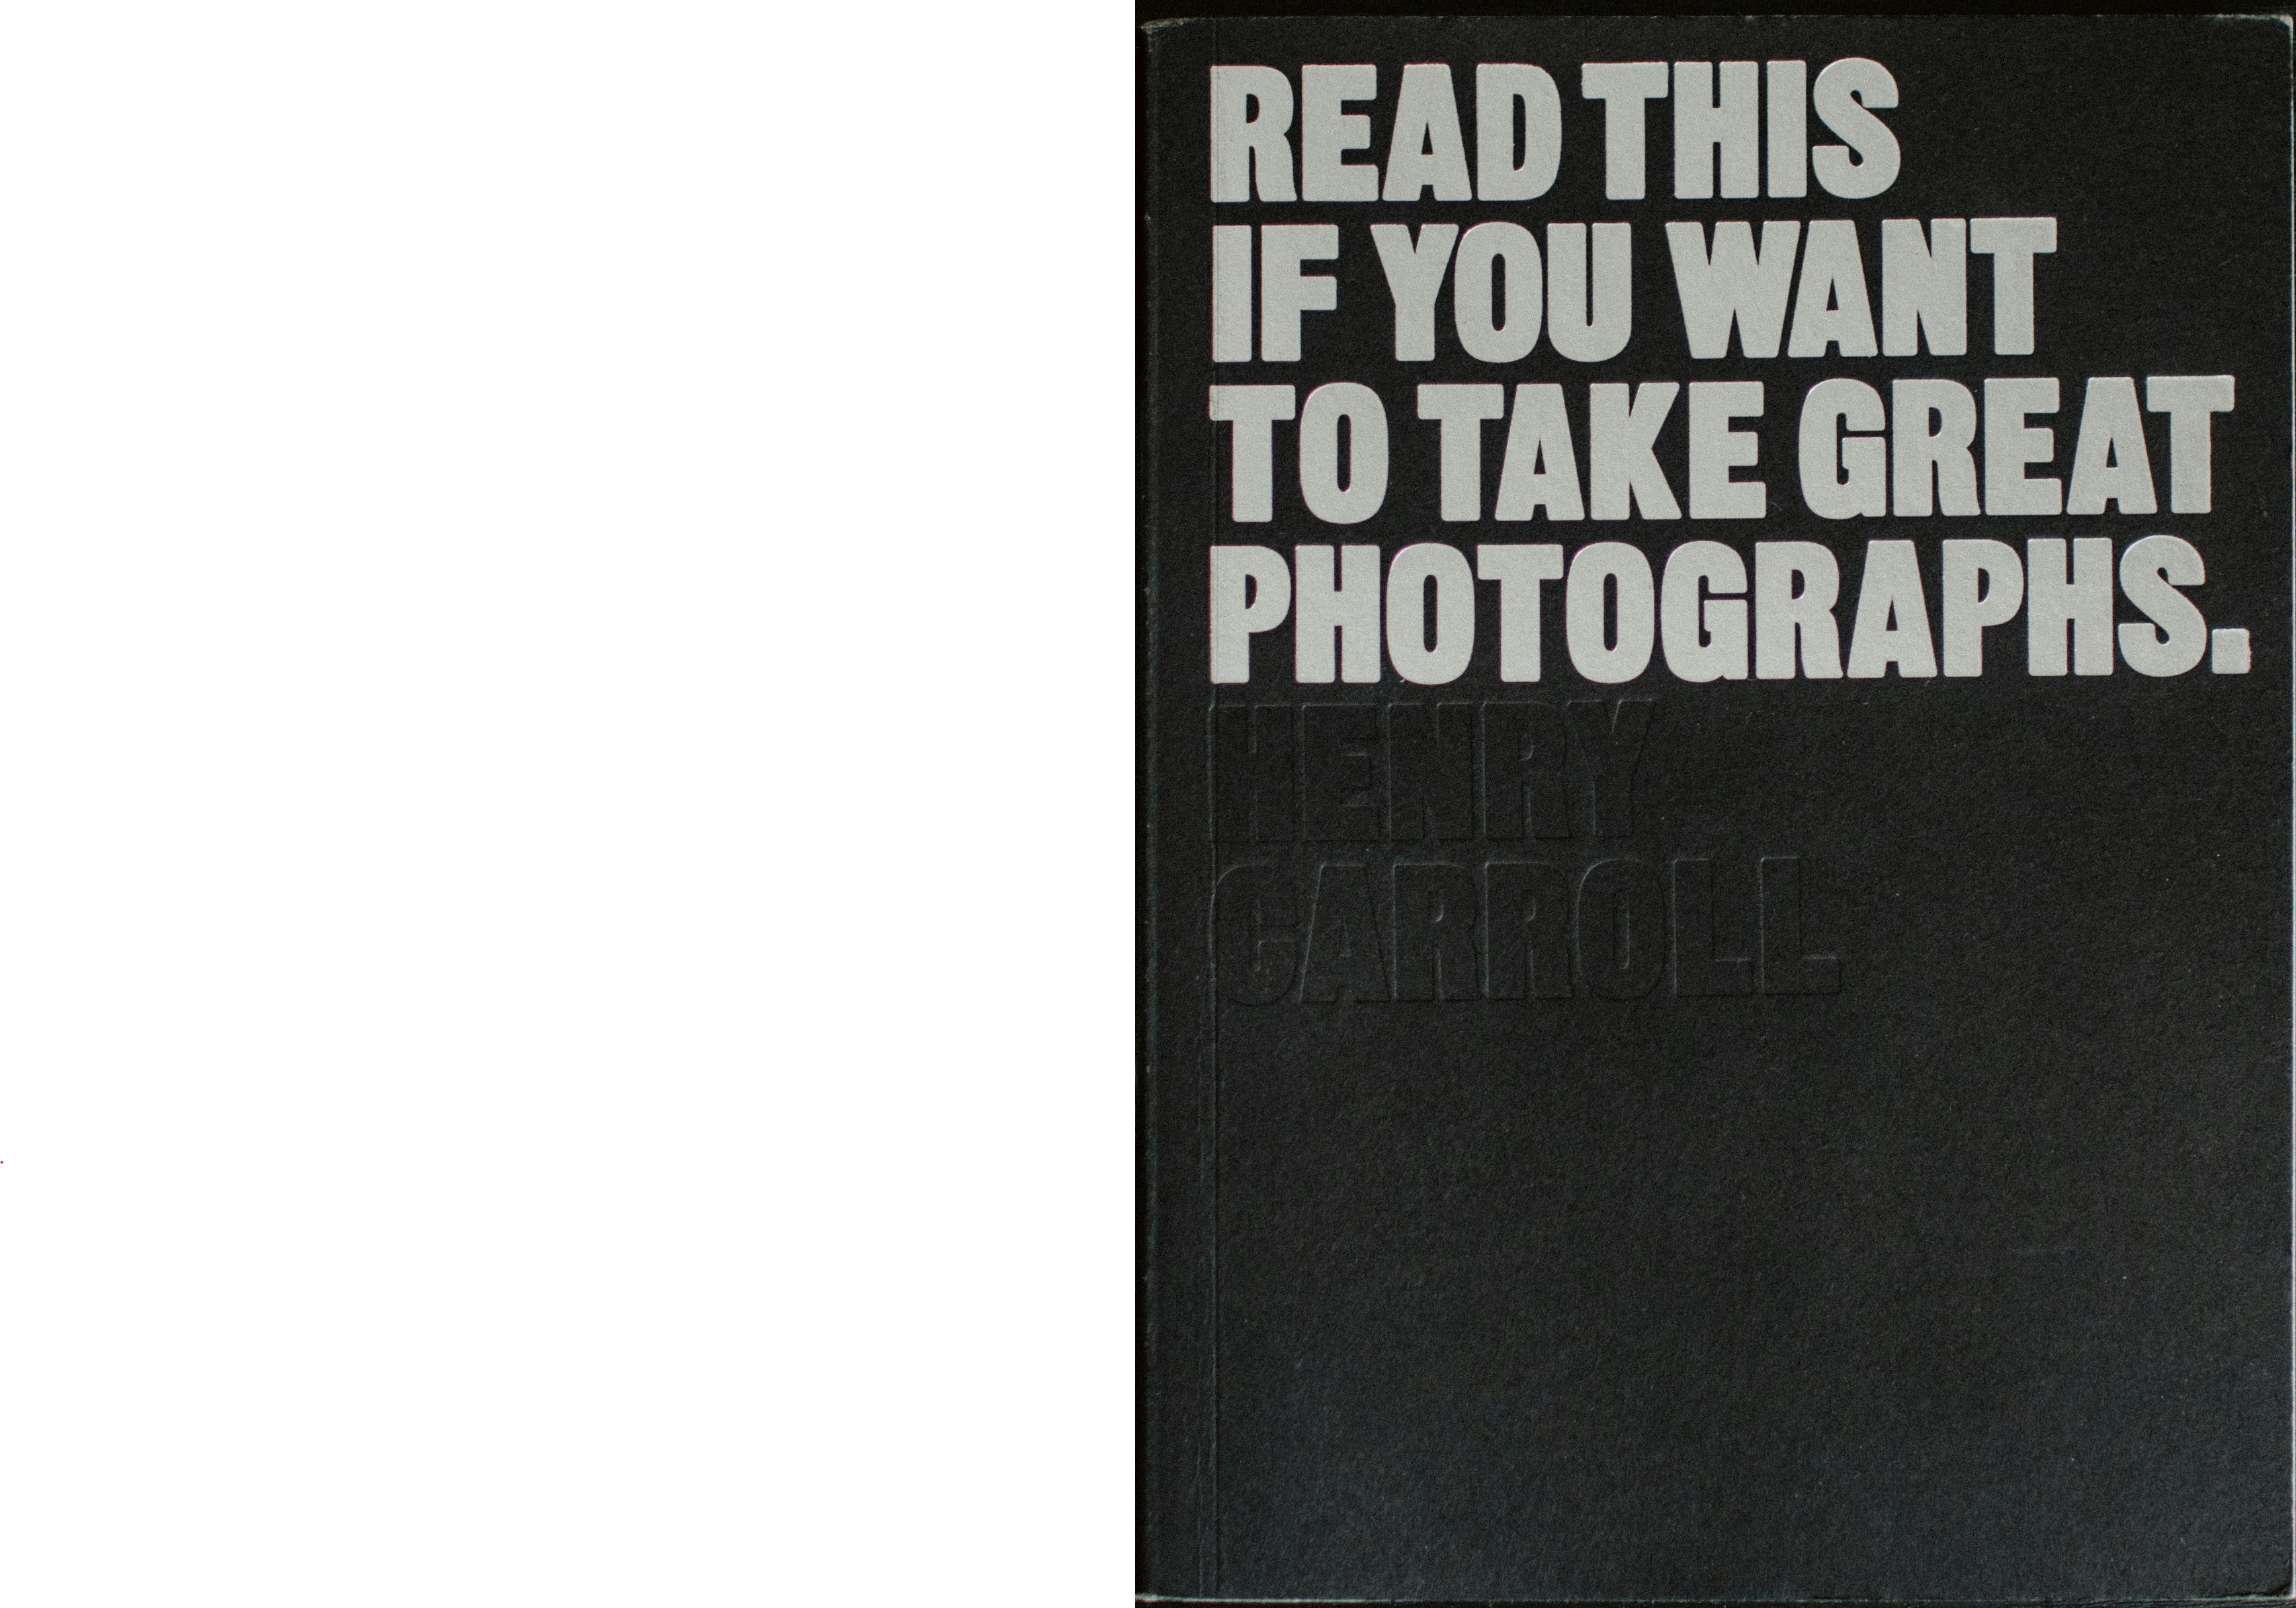 READ THIS
IF YOU WANT
TO TAKE GREAT
PHOTOGRAPHS.
HENRY
CARROLL